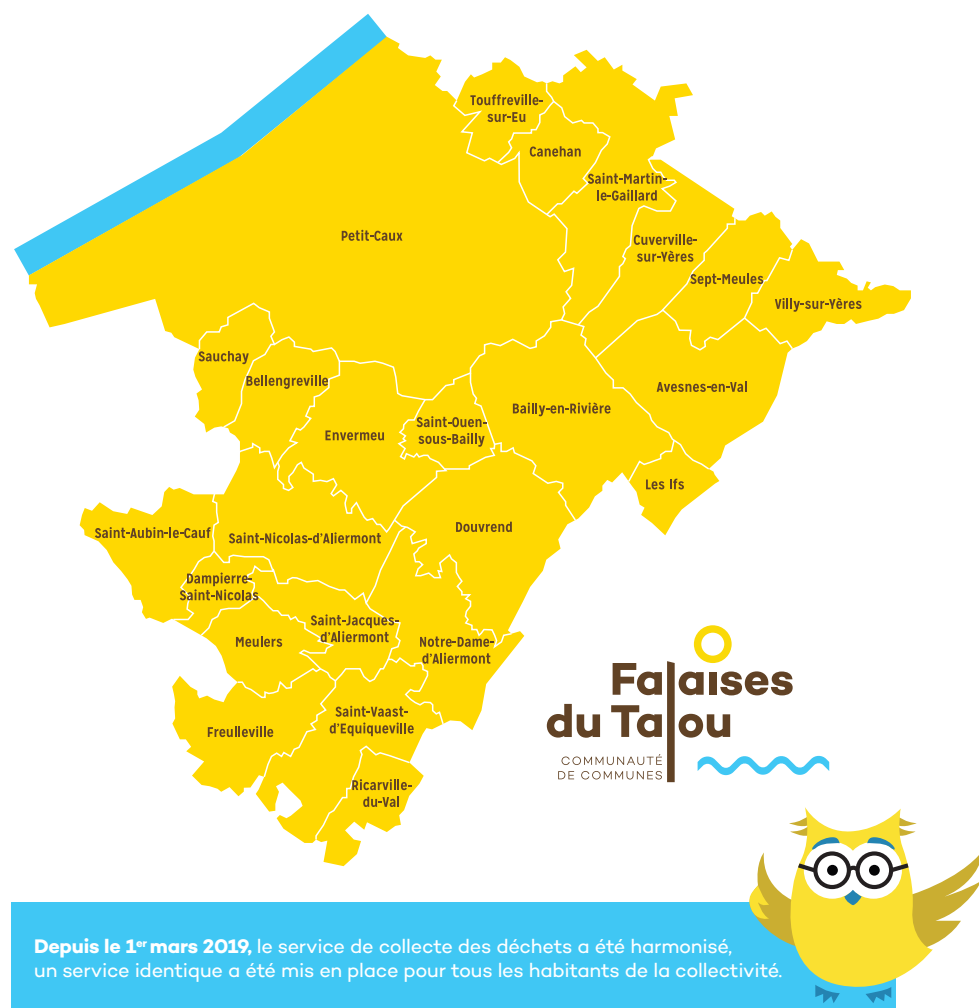 Touffreville-
sur-Eu
Canehan
Saint-Martin-
le-Gaillard
Petit-Caux
Cuverville-
sur-Yères
Sept-Meules
Villy-sur-Yères
Sauchay
Bellengreville
Avesnes-en-Val
Bailly-en-Rivière
Envermeu
Saint-Ouen-
sous-Bailly
Les Ifs
Saint-Aubin-le-Cauf
Saint-Nicolas-d'Aliermont
Douvrend
Dampierre-
Saint-Nicolas
Meulers
Saint-Jacques-
d'Aliermont
Notre-Dame-
d'Aliermont
Freulleville
Saint-Vaast-
d'Equiqueville
Ricarville-
du-Val
Falaises
du Talou
COMMUNAUTÉ
DE COMMUNES
Depuis le 1er mars 2019, le service de collecte des déchets a été harmonisé,
un service identique a été mis en place pour tous les habitants de la collectivité.